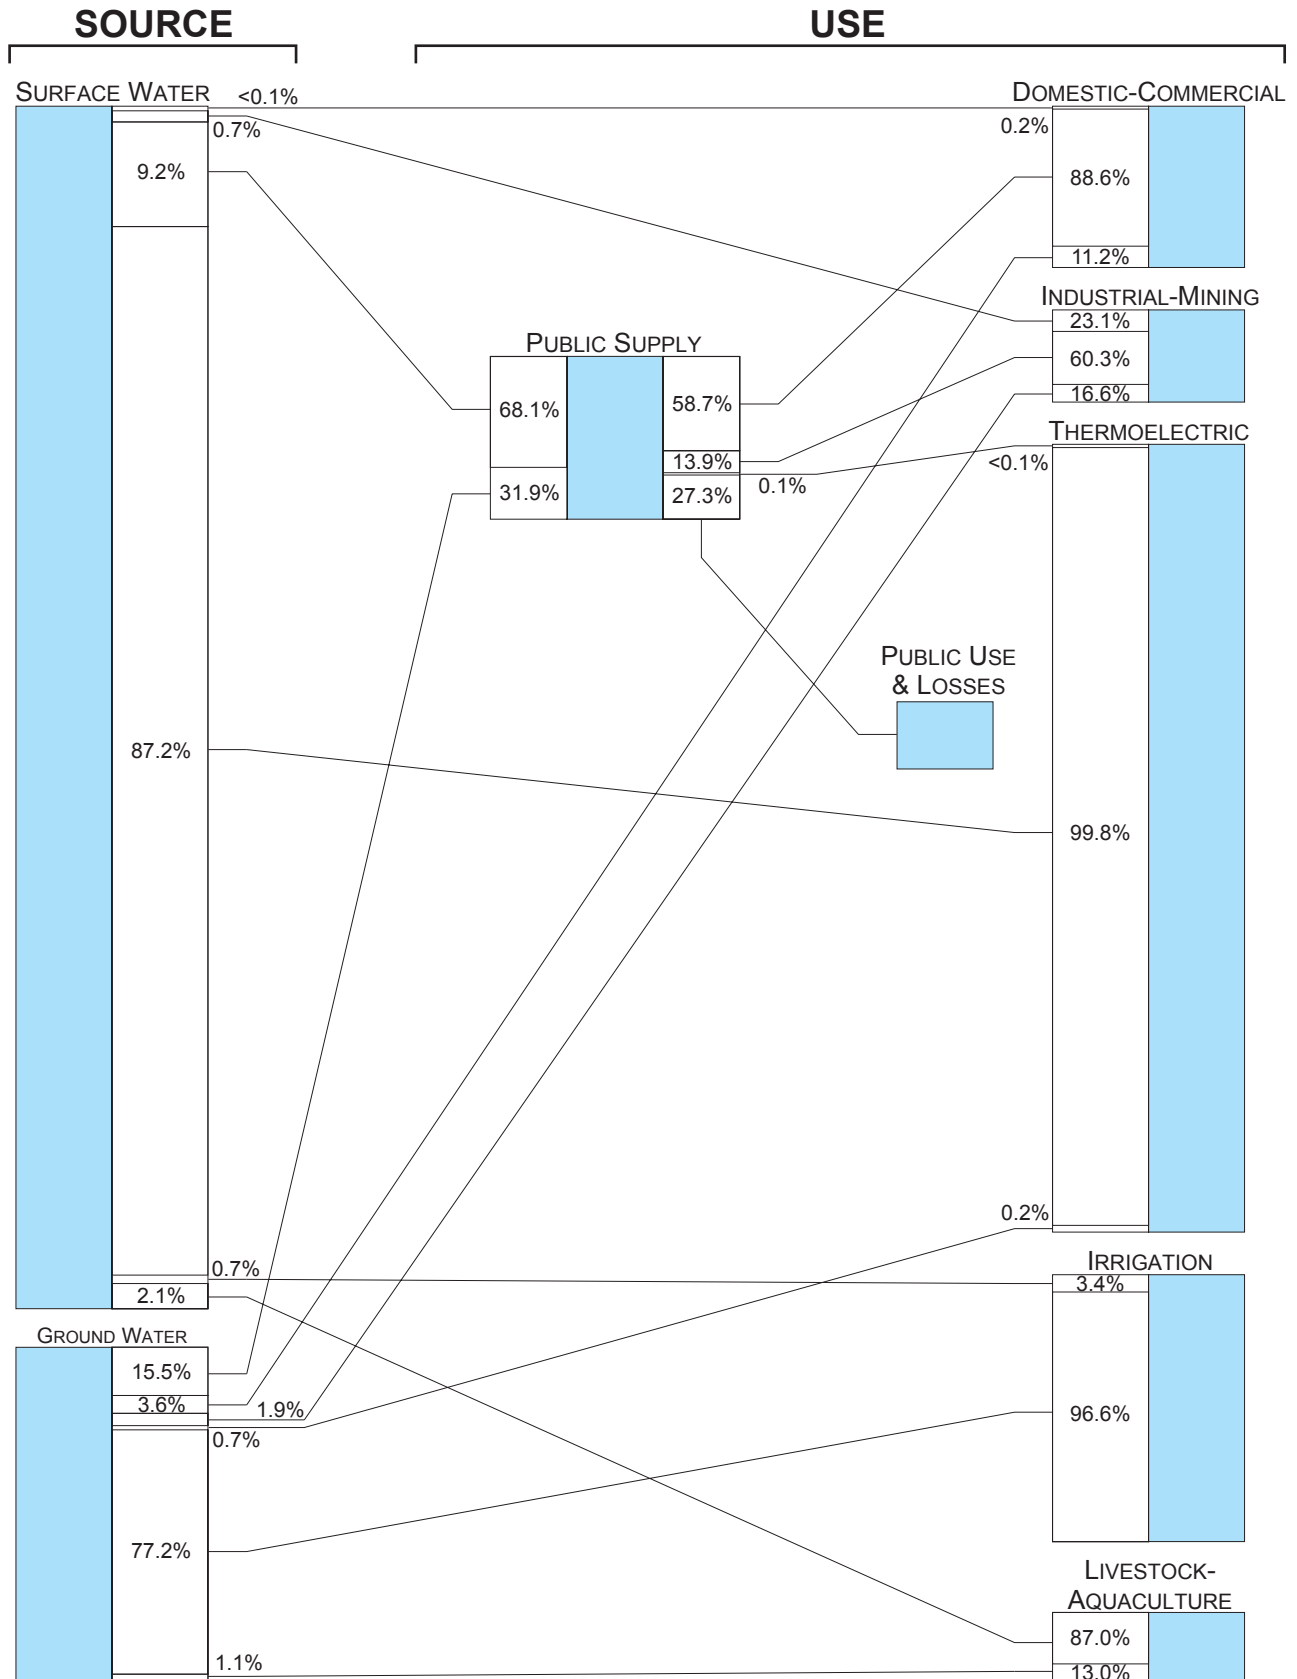 SOURCE
USE
SURFACE WATER
<0.1%
0.7%
9.2%
87.2%
0.7%
2.1%
GROUND WATER
15.5%
3.6%
1.9%
0.7%
77.2%
1.1%
PUBLIC SUPPLY
68.1%
31.9%
58.7%
13.9%
0.1%
27.3%
PUBLIC USE
& LOSSES
DOMESTIC-COMMERCIAL
0.2%
88.6%
11.2%
INDUSTRIAL-MINING
23.1%
60.3%
16.6%
THERMOELECTRIC
<0.1%
99.8%
0.2%
IRRIGATION
3.4%
96.6%
LIVESTOCK-
AQUACULTURE
87.0%
13.0%